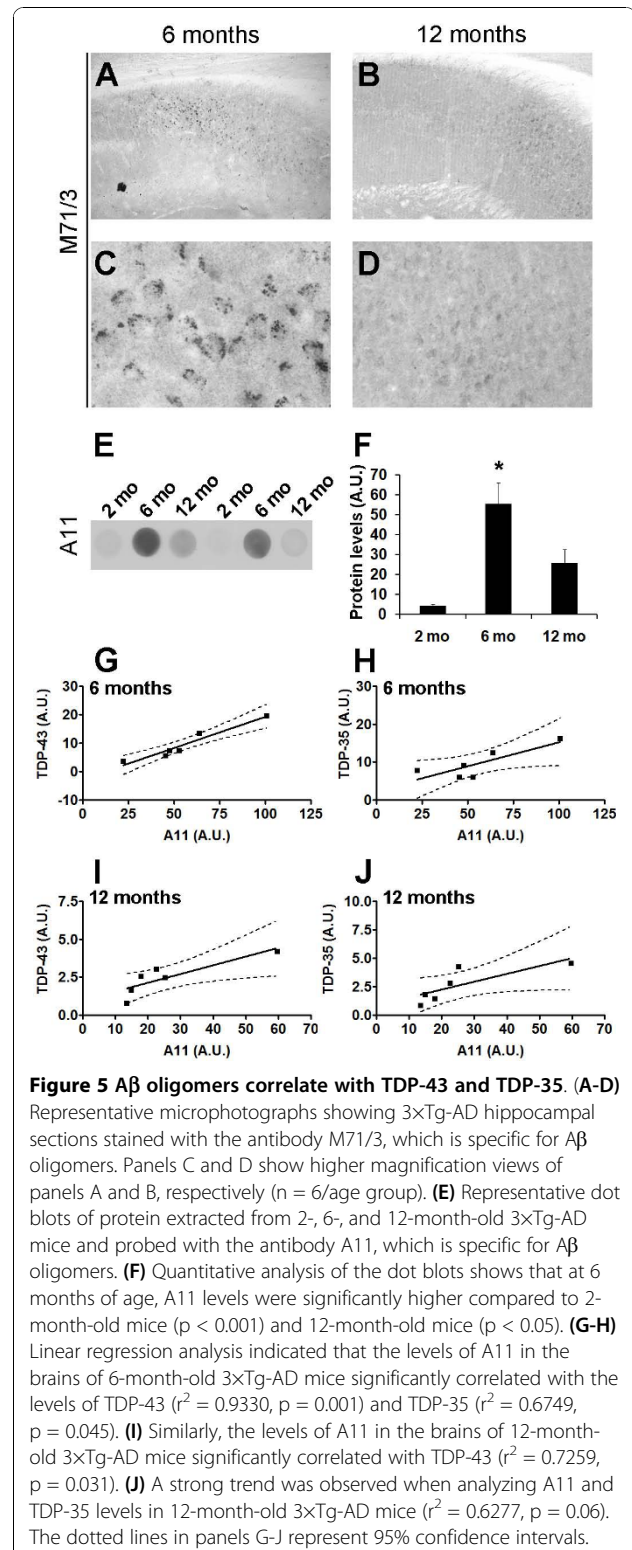 6 months 12 months
A B
M71/3
C D
E F
2 mo 6 mo 12 mo 2 mo 6 mo 12 mo
A11
Protein levels (A.U.)
70
60
50
40
30
20
10
0
*
2 mo 6 mo 12 mo
G H
6 months 6 months
TDP-43 (A.U.)
30
20
10
0
-10
0 25 50 75 100 125
A11 (A.U.)
TDP-35 (A.U.)
30
20
10
0
0 25 50 75 100 125
A11 (A.U.)
I J
12 months 12 months
TDP-43 (A.U.)
7.5
5.0
2.5
0.0
0 10 20 30 40 50 60 70
A11 (A.U.)
TDP-35 (A.U.)
10.0
7.5
5.0
2.5
0.0
0 10 20 30 40 50 60 70
A11 (A.U.)
Figure 5 Aβ oligomers correlate with TDP-43 and TDP-35. (A-D)
Representative microphotographs showing 3×Tg-AD hippocampal
sections stained with the antibody M71/3, which is specific for Aβ
oligomers. Panels C and D show higher magnification views of
panels A and B, respectively (n = 6/age group). (E) Representative dot
blots of protein extracted from 2-, 6-, and 12-month-old 3×Tg-AD
mice and probed with the antibody A11, which is specific for Aβ
oligomers. (F) Quantitative analysis of the dot blots shows that at 6
months of age, A11 levels were significantly higher compared to 2-
month-old mice (p < 0.001) and 12-month-old mice (p < 0.05). (G-H)
Linear regression analysis indicated that the levels of A11 in the
brains of 6-month-old 3×Tg-AD mice significantly correlated with the
levels of TDP-43 (r² = 0.9330, p = 0.001) and TDP-35 (r² = 0.6749,
p = 0.045). (I) Similarly, the levels of A11 in the brains of 12-month-
old 3×Tg-AD mice significantly correlated with TDP-43 (r² = 0.7259,
p = 0.031). (J) A strong trend was observed when analyzing A11 and
TDP-35 levels in 12-month-old 3×Tg-AD mice (r² = 0.6277, p = 0.06).
The dotted lines in panels G-J represent 95% confidence intervals.